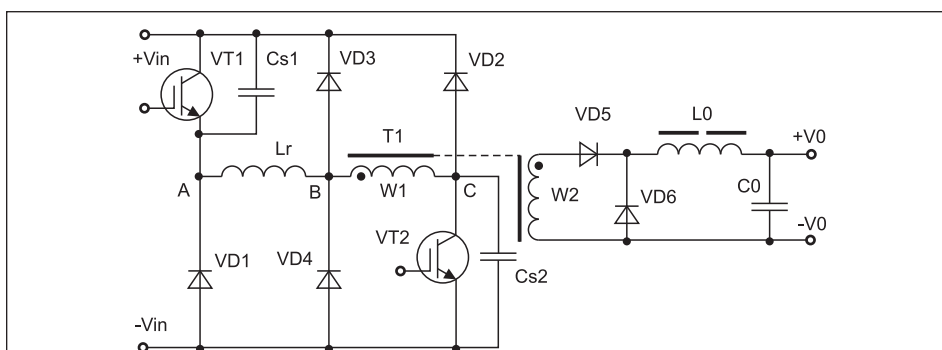 +Vin
VT1
Cs1
VD3
VD2
VD5
L0
+V0
Lr
T1
A
B
W1
C
W2
VD6
C0
-V0
VT2
VD1
VD4
Cs2
-Vin